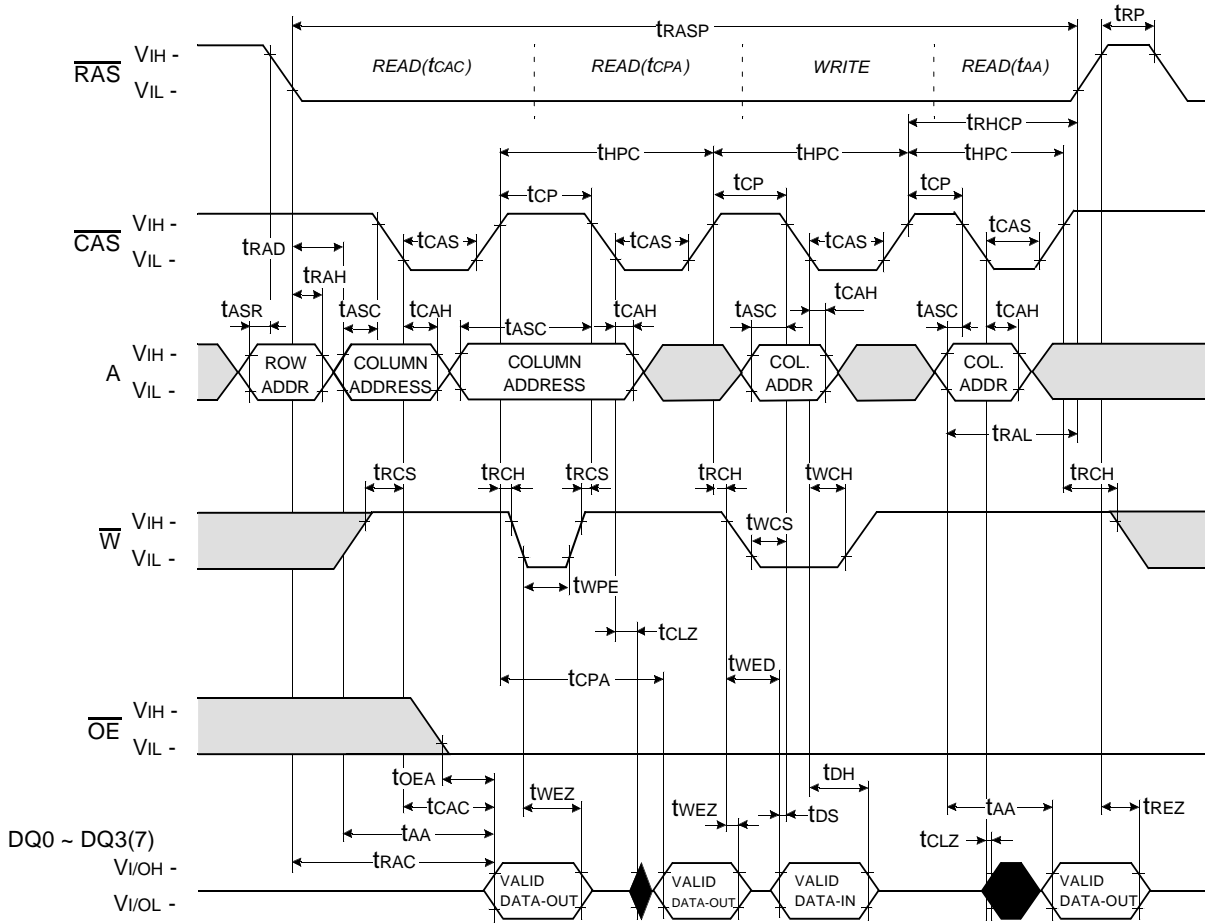 tRASP tRP
RAS VIH -
VIL -
READ(tCAC) READ(tCPA) WRITE READ(tAA)
tRHCP
tHPC tHPC tHPC
tCP tCP tCP
CAS VIH -
VIL -
tCAS tCAS tCAS tCAS
tRAD
tRAH
tASR tASC tCAH tASC tCAH tASC tCAH tASC tCAH
A VIH -
VIL -
ROW
ADDR
COLUMN
ADDRESS
COLUMN
ADDRESS
COL.
ADDR
COL.
ADDR
tRAL
tRCS tRCH tRCS tRCH tWCH tRCH
W VIH -
VIL -
tWCS
tWPE
tCLZ
tWED
tCPA
OE VIH -
VIL -
tOEA tDH
tCAC tWEZ tWEZ tDS tAA tREZ
tAA tCLZ
tRAC
DQ0 ~ DQ3(7)
VI/OH -
VI/OL -
VALID
DATA-OUT
VALID
DATA-OUT
VALID
DATA-IN
VALID
DATA-OUT